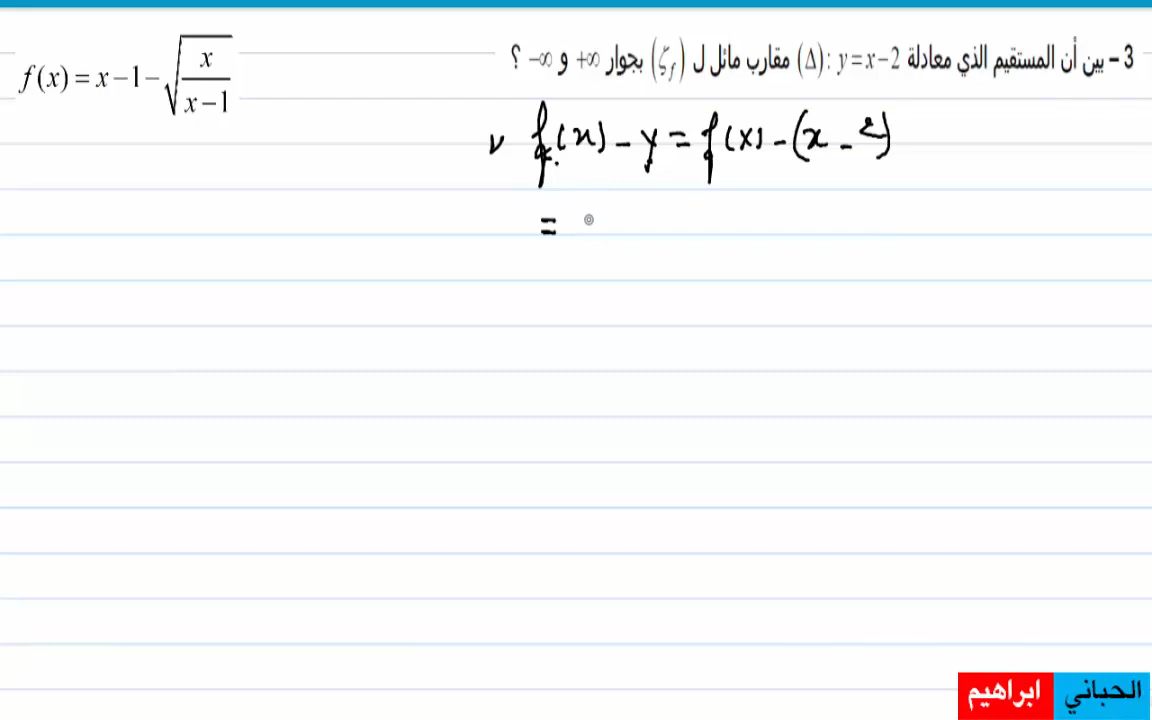 3 – بين أن المستقيم الذي معادلة y = x − 2 : (Δ) مقارب مائل ل (ζ_f) بجوار +∞ و −∞ ؟
f(x) = x − 1 − √(x/(x−1))
f(x) − y = f(x) − (x − 2)
=
الحباني ابراهيم